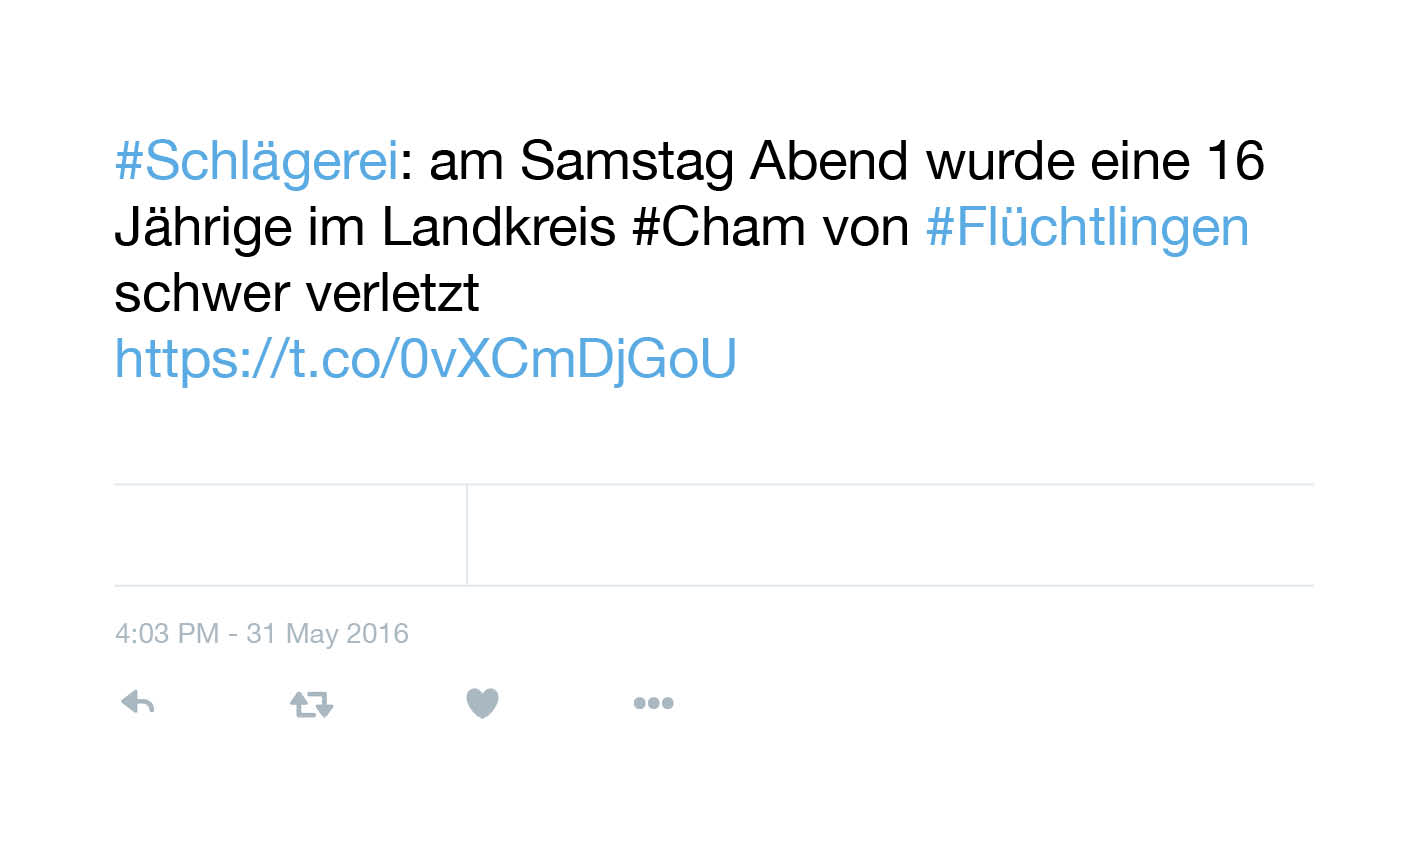 #Schlägerei: am Samstag Abend wurde eine 16
Jährige im Landkreis #Cham von #Flüchtlingen
schwer verletzt
https://t.co/0vXCmDjGoU
4:03 PM - 31 May 2016